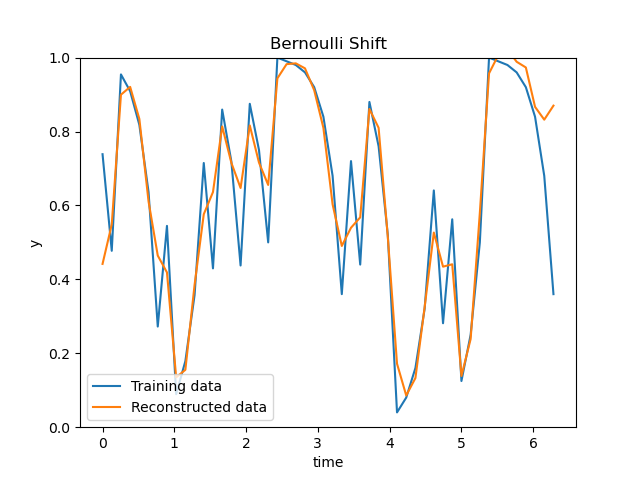 Bernoulli Shift
1.0
0.8
0.6
0.4
0.2
0.0
y
Training data
Reconstructed data
0 1 2 3 4 5 6
time